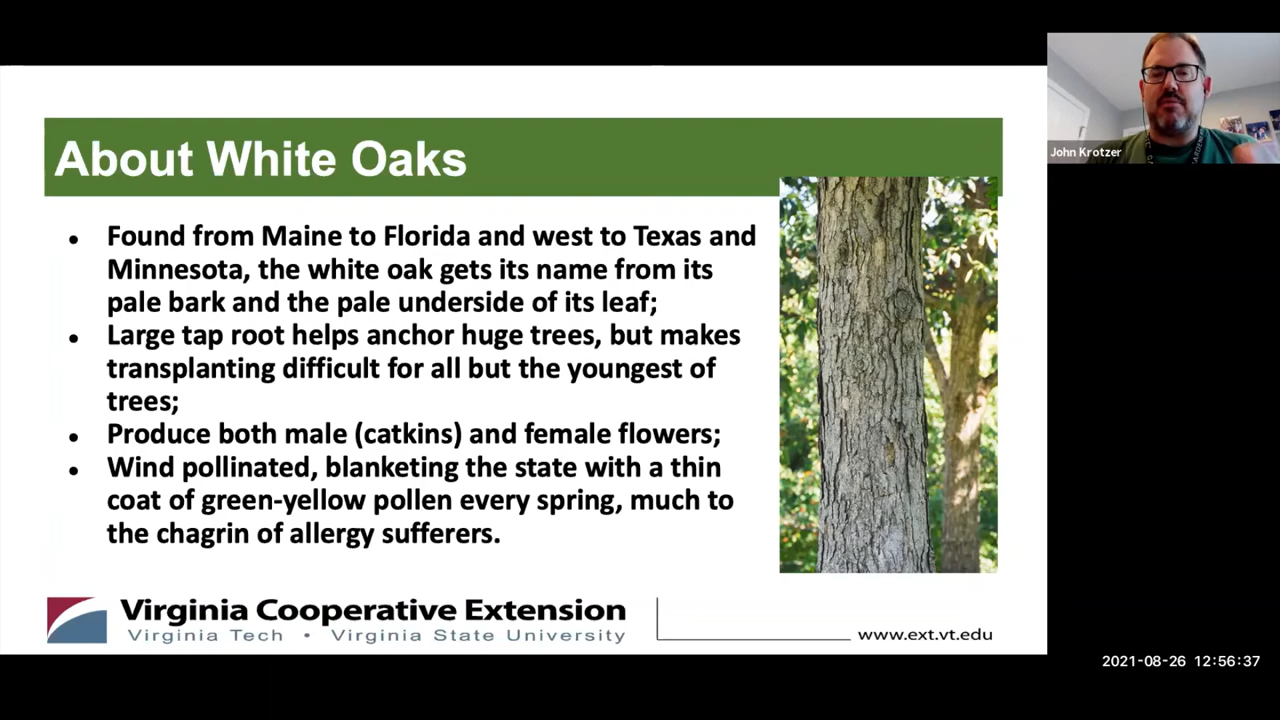 About White Oaks
• Found from Maine to Florida and west to Texas and
Minnesota, the white oak gets its name from its
pale bark and the pale underside of its leaf;
• Large tap root helps anchor huge trees, but makes
transplanting difficult for all but the youngest of
trees;
• Produce both male (catkins) and female flowers;
• Wind pollinated, blanketing the state with a thin
coat of green-yellow pollen every spring, much to
the chagrin of allergy sufferers.
Virginia Cooperative Extension
Virginia Tech • Virginia State University
www.ext.vt.edu
John Krotzer
2021-08-26 12:56:37